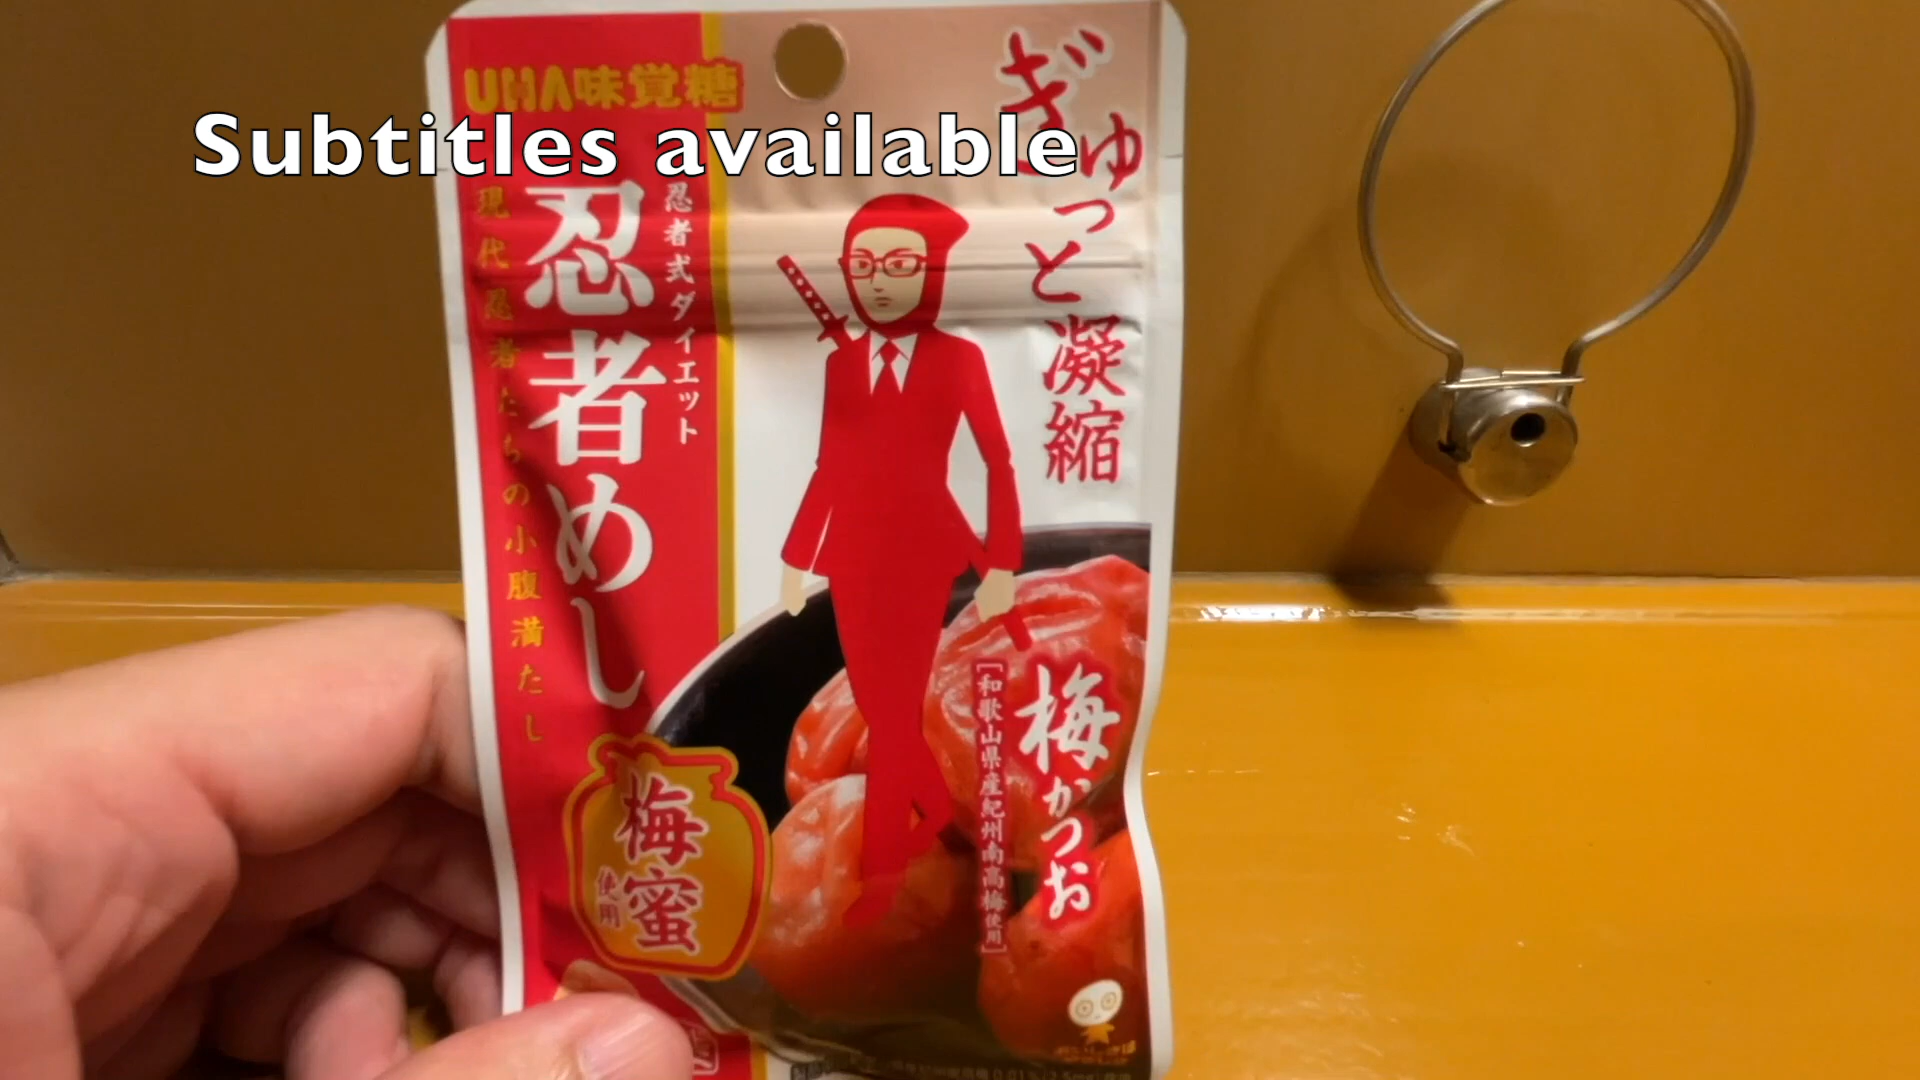 UHA味覚糖
Subtitles available
ぎゅっと凝縮
忍者式ダイエット
忍者めし
現代忍者たちの小腹満たし
梅かつお
[和歌山県産紀州南高梅使用]
梅蜜
使用